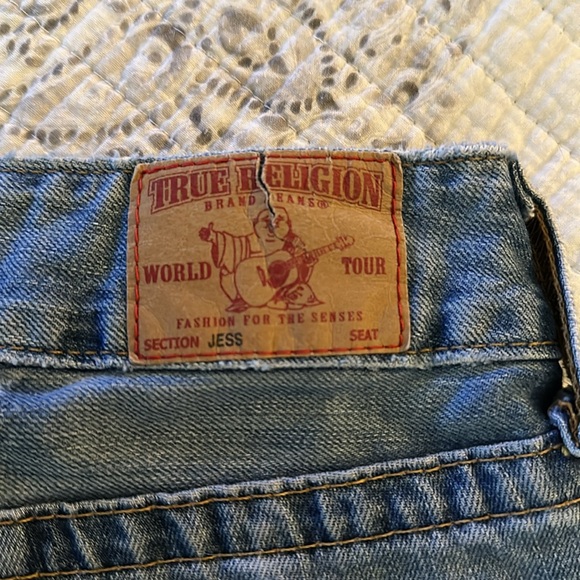 TRUE RELIGION
BRAND JEANS®
WORLD TOUR
FASHION FOR THE SENSES
SECTION JESS SEAT